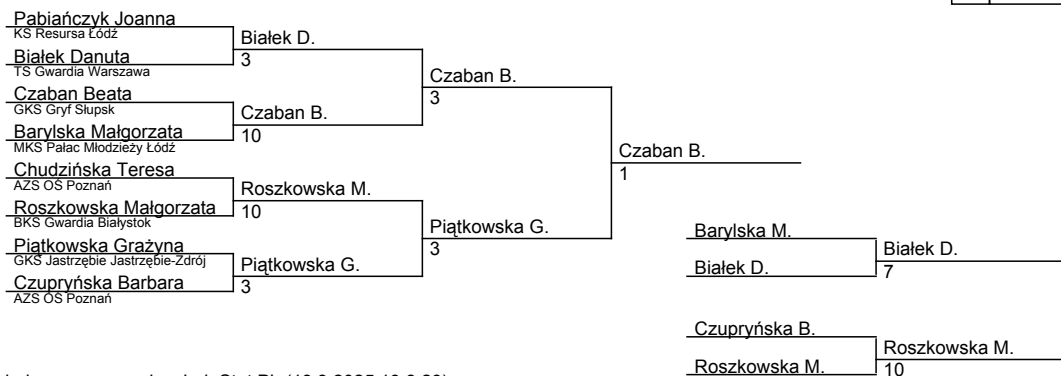 Pabiańczyk Joanna
KS Resursa Łódź
Białek Danuta
TS Gwardia Warszawa
Czaban Beata
GKS Gryf Słupsk
Barylska Małgorzata
MKS Pałac Młodzieży Łódź
Chudzińska Teresa
AZS OŚ Poznań
Roszkowska Małgorzata
BKS Gwardia Białystok
Piątkowska Grażyna
GKS Jastrzębie Jastrzębie-Zdrój
Czupryńska Barbara
AZS OŚ Poznań
Białek D.
3
Czaban B.
10
Roszkowska M.
10
Piątkowska G.
3
Czaban B.
3
Piątkowska G.
3
Czaban B.
1
Barylska M.
Białek D.
Białek D.
7
Czupryńska B.
Roszkowska M.
Roszkowska M.
10